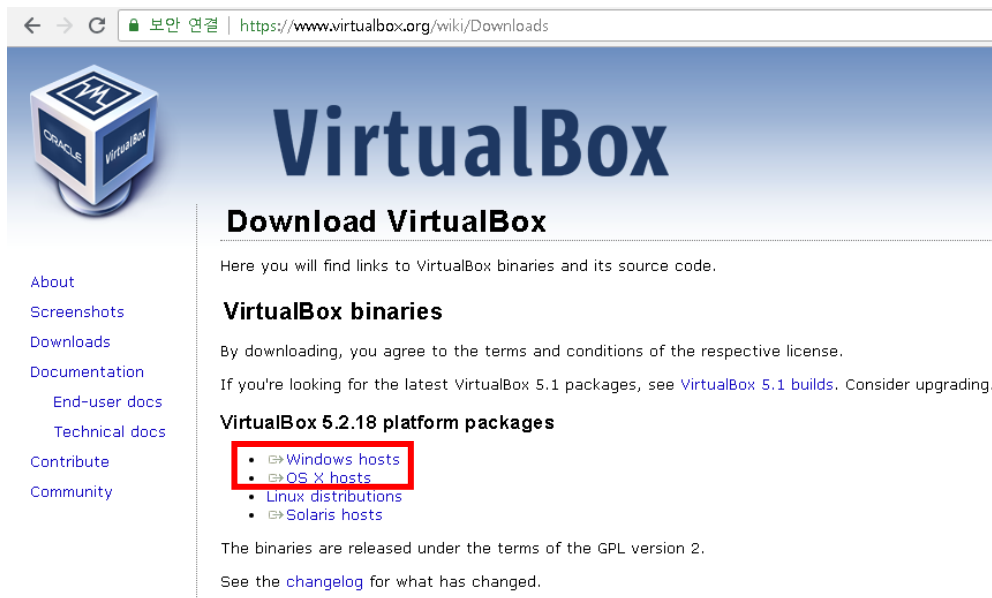 보안 연결 | https://www.virtualbox.org/wiki/Downloads
ORACLE
VirtualBox
VirtualBox
Download VirtualBox
Here you will find links to VirtualBox binaries and its source code.
About
Screenshots
Downloads
Documentation
End-user docs
Technical docs
Contribute
Community
VirtualBox binaries
By downloading, you agree to the terms and conditions of the respective license.
If you're looking for the latest VirtualBox 5.1 packages, see VirtualBox 5.1 builds. Consider upgrading.
VirtualBox 5.2.18 platform packages
• Windows hosts
• OS X hosts
• Linux distributions
• Solaris hosts
The binaries are released under the terms of the GPL version 2.
See the changelog for what has changed.